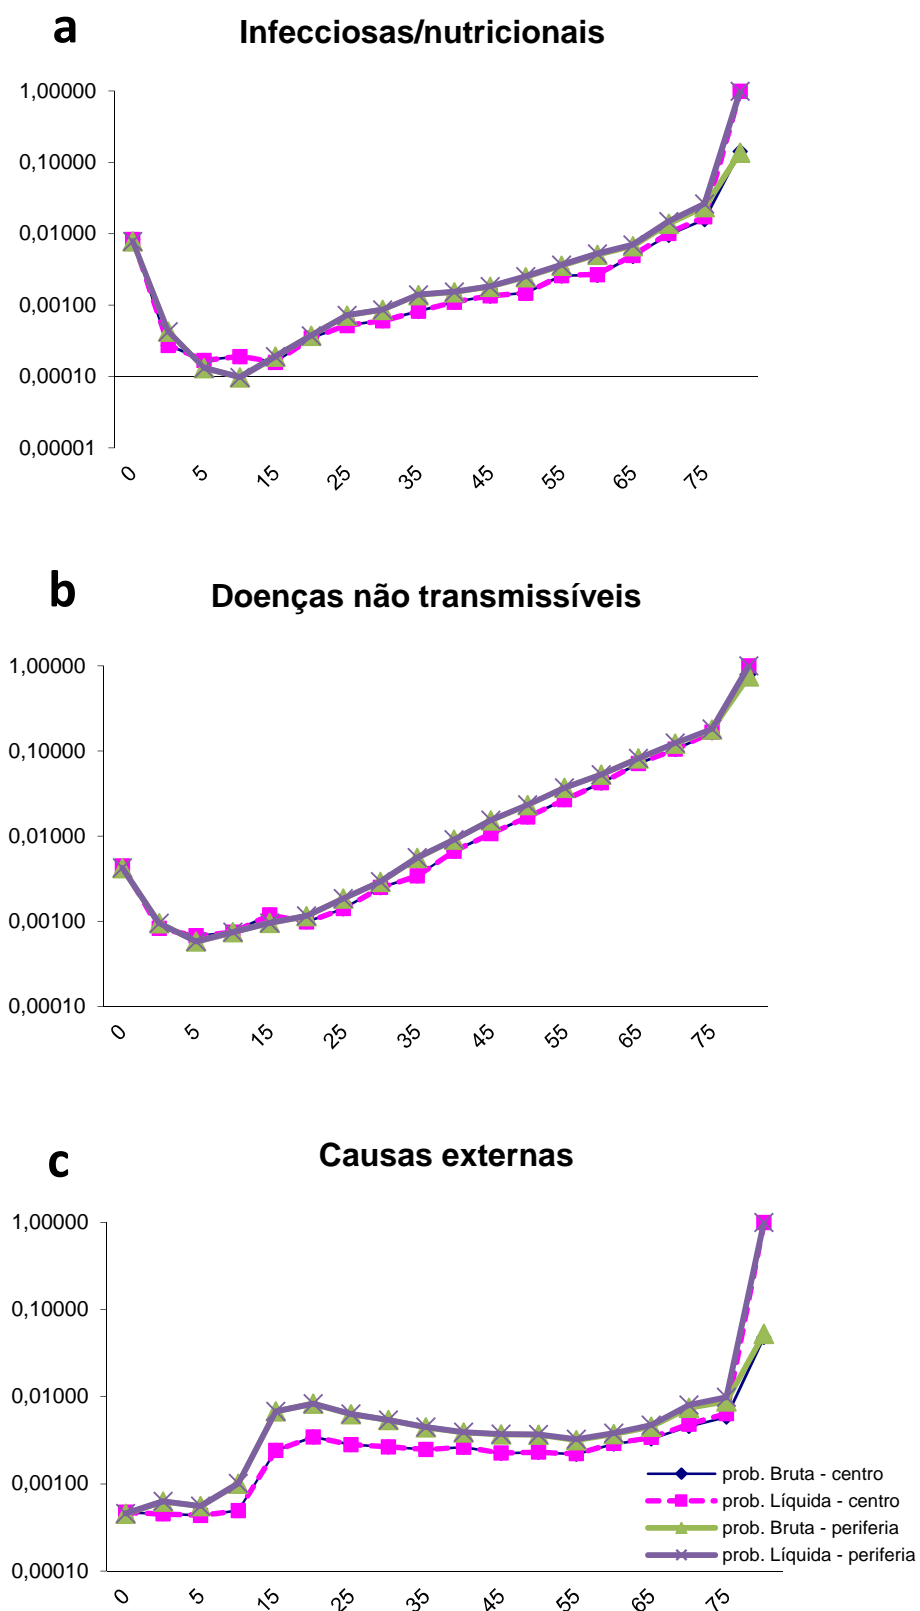 a
Infecciosas/nutricionais
1,00000
0,10000
0,01000
0,00100
0,00010
0,00001
0 5 15 25 35 45 55 65 75
b
Doenças não transmissíveis
1,00000
0,10000
0,01000
0,00100
0,00010
0 5 15 25 35 45 55 65 75
c
Causas externas
1,00000
0,10000
0,01000
0,00100
0,00010
prob. Bruta - centro
prob. Líquida - centro
prob. Bruta - periferia
prob. Líquida - periferia
0 5 15 25 35 45 55 65 75